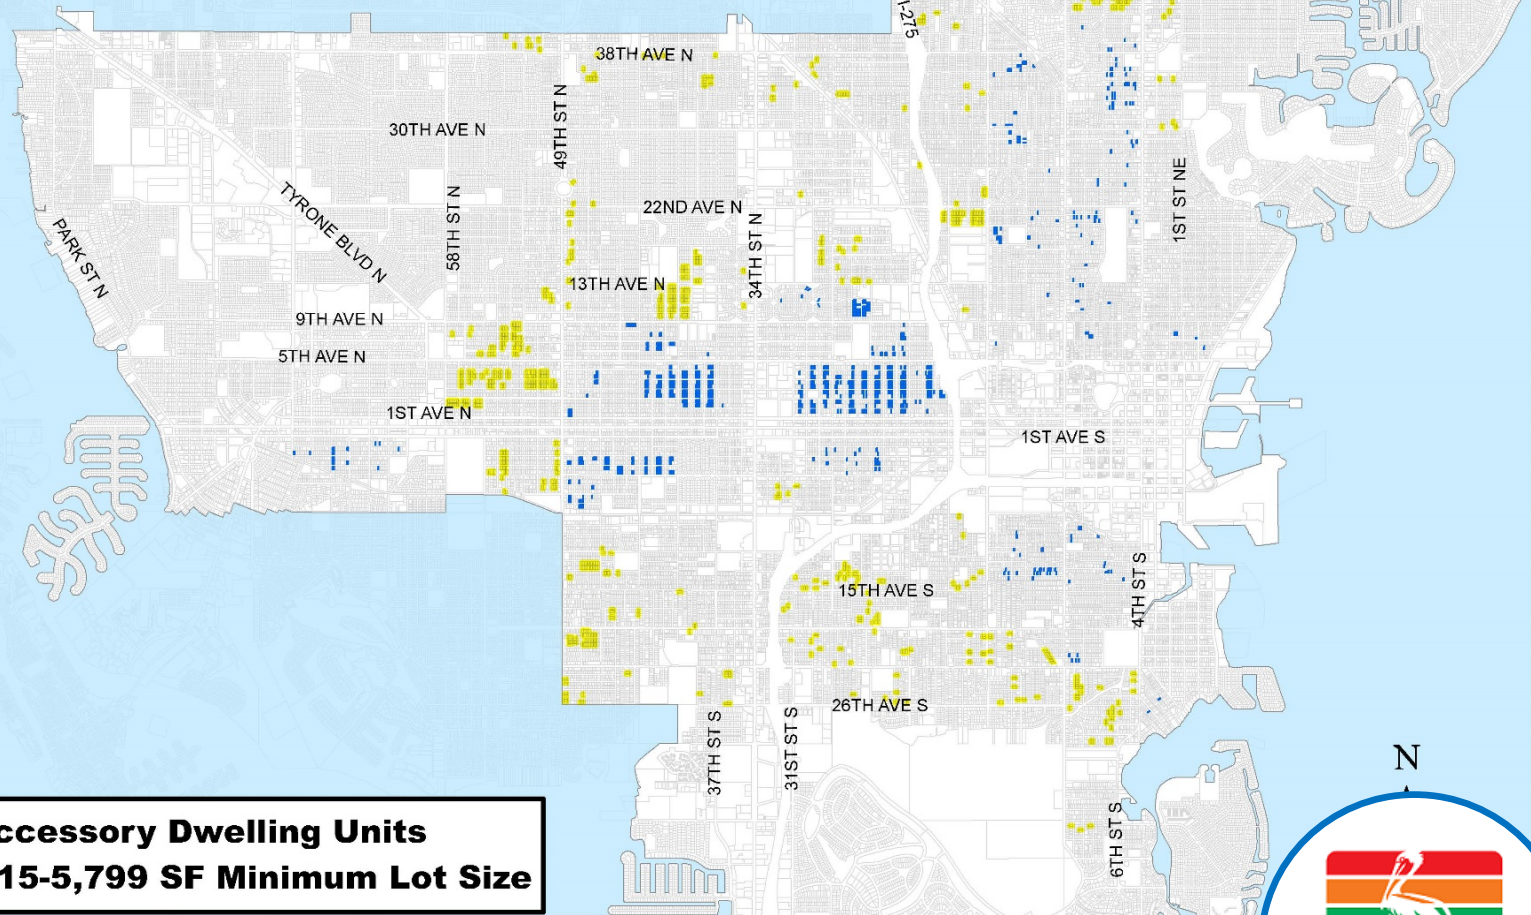 I-275
38TH AVE N
49TH ST N
30TH AVE N
1ST ST NE
TYRONE BLVD N
58TH ST N
22ND AVE N
34TH ST N
PARK ST N
13TH AVE N
9TH AVE N
5TH AVE N
1ST AVE N
1ST AVE S
4TH ST S
15TH AVE S
26TH AVE S
37TH ST S
31ST ST S
N
6TH ST S
ccessory Dwelling Units
15-5,799 SF Minimum Lot Size